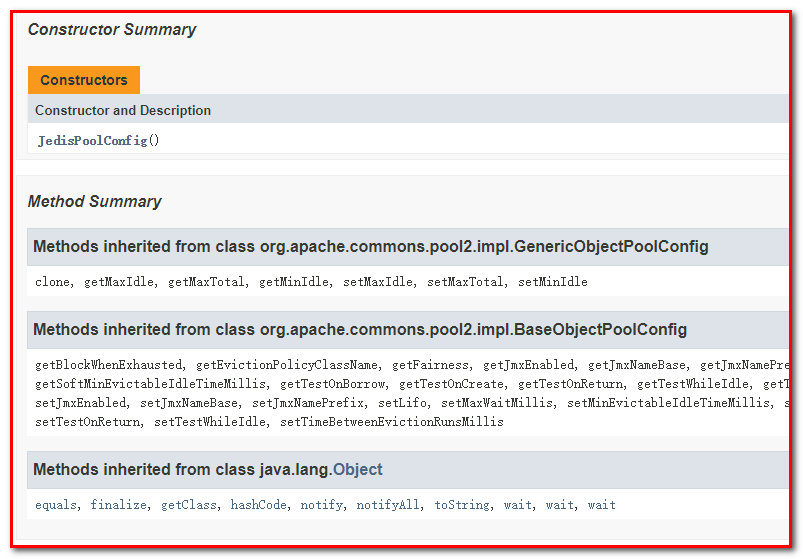 Constructor Summary
Constructors
Constructor and Description
JedisPoolConfig()
Method Summary
Methods inherited from class org.apache.commons.pool2.impl.GenericObjectPoolConfig
clone, getMaxIdle, getMaxTotal, getMinIdle, setMaxIdle, setMaxTotal, setMinIdle
Methods inherited from class org.apache.commons.pool2.impl.BaseObjectPoolConfig
getBlockWhenExhausted, getEvictionPolicyClassName, getFairness, getJmxEnabled, getJmxNameBase, getJmxNamePre
getSoftMinEvictableIdleTimeMillis, getTestOnBorrow, getTestOnCreate, getTestOnReturn, getTestWhileIdle, getT
setJmxEnabled, setJmxNameBase, setJmxNamePrefix, setLifo, setMaxWaitMillis, setMinEvictableIdleTimeMillis, s
setTestOnReturn, setTestWhileIdle, setTimeBetweenEvictionRunsMillis
Methods inherited from class java.lang.Object
equals, finalize, getClass, hashCode, notify, notifyAll, toString, wait, wait, wait